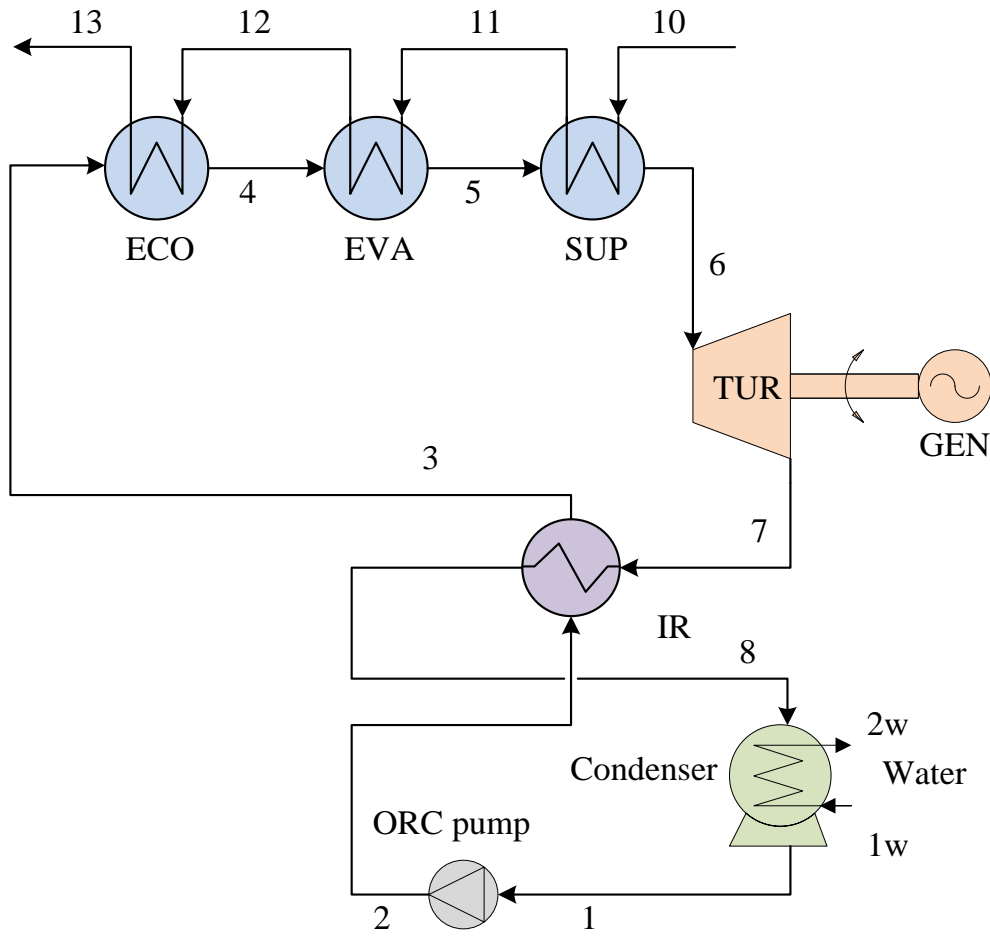 13
12
11
10
4
5
ECO
EVA
SUP
6
TUR
GEN
3
7
IR
8
2w
Condenser
Water
ORC pump
1w
2
1